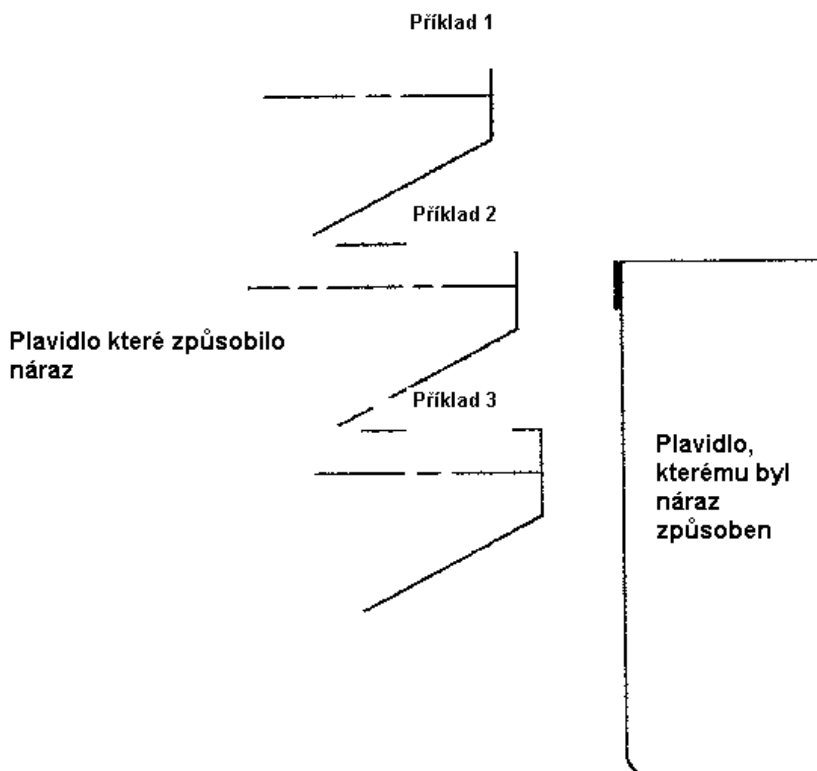 Příklad 1
Příklad 2
Plavidlo které způsobilo
náraz
Příklad 3
Plavidlo,
kterému byl
náraz
způsoben